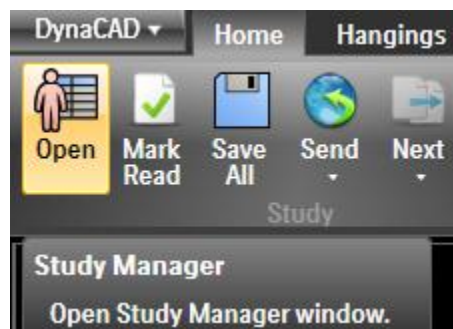 DynaCAD
Home
Hangings
Open
Mark
Read
Save
All
Send
Next
Study
Study Manager
Open Study Manager window.